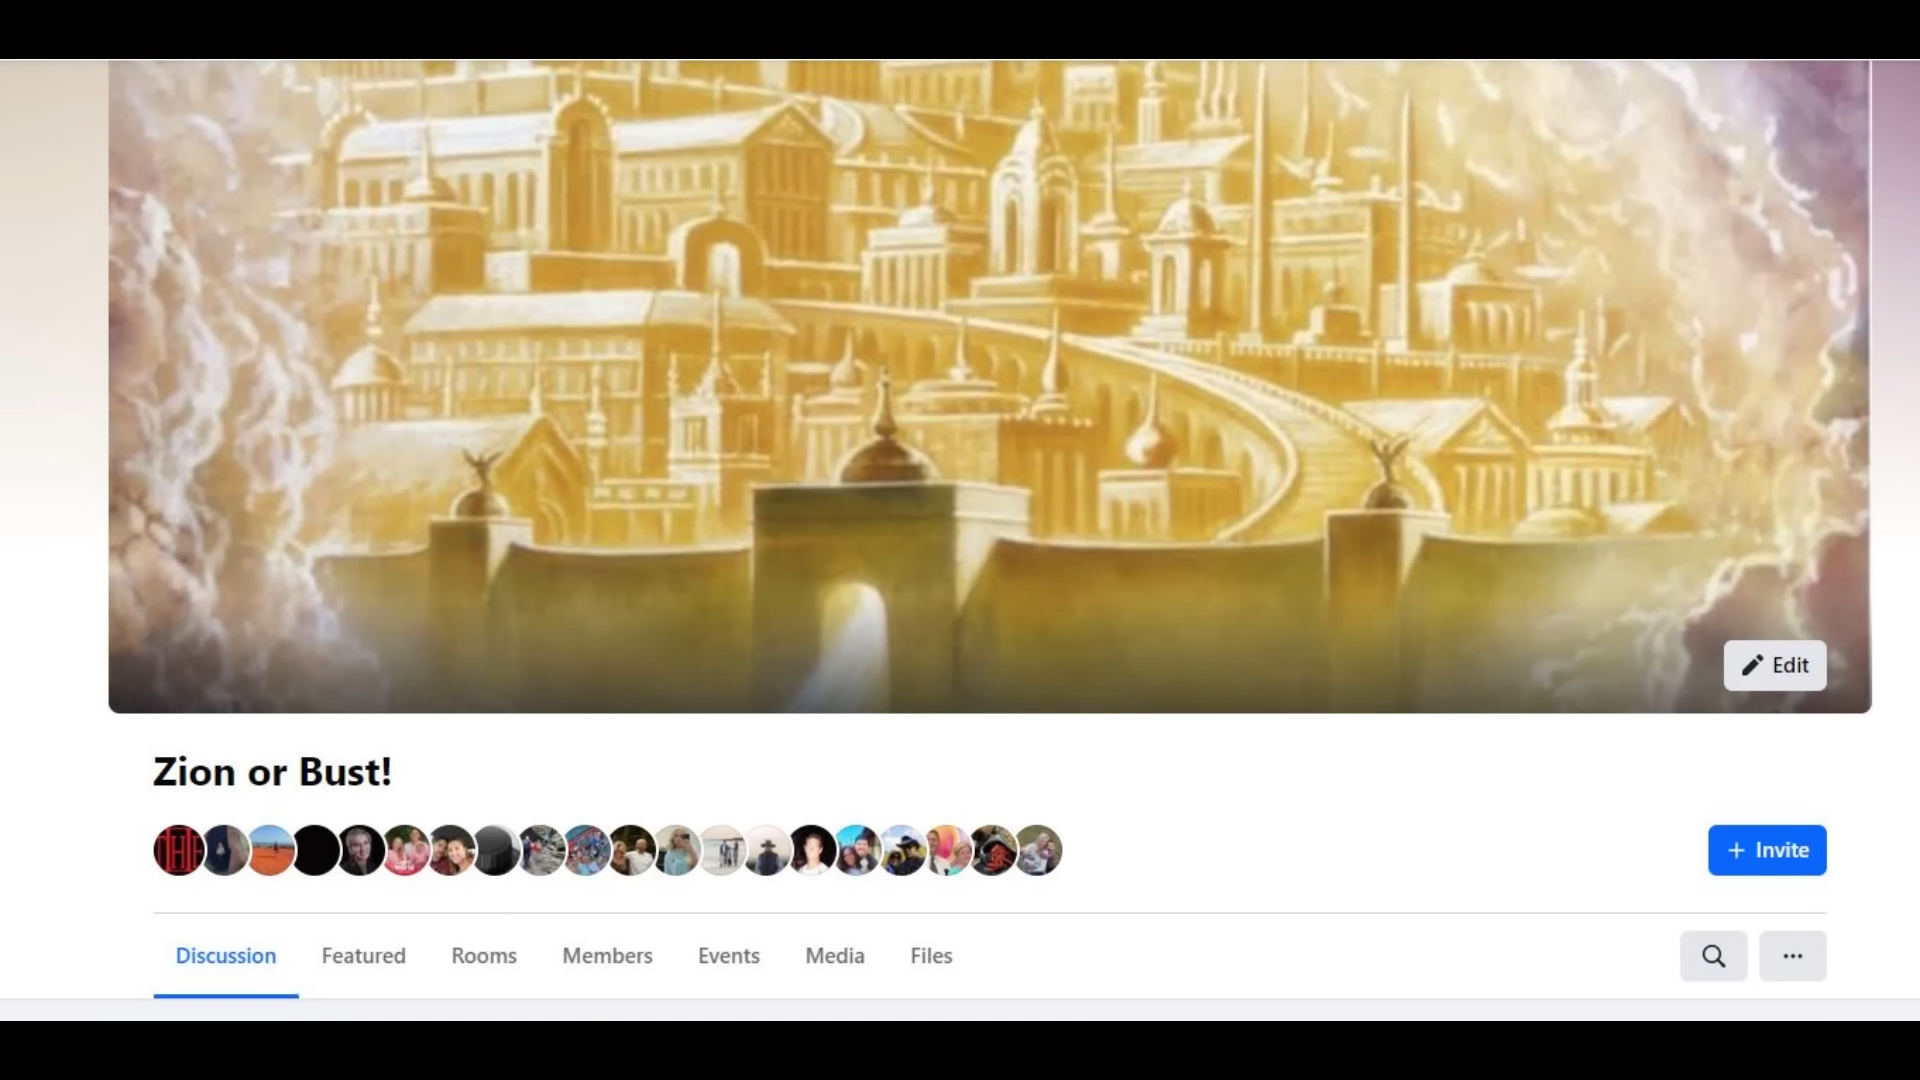 Edit
Zion or Bust!
+ Invite
Discussion Featured Rooms Members Events Media Files